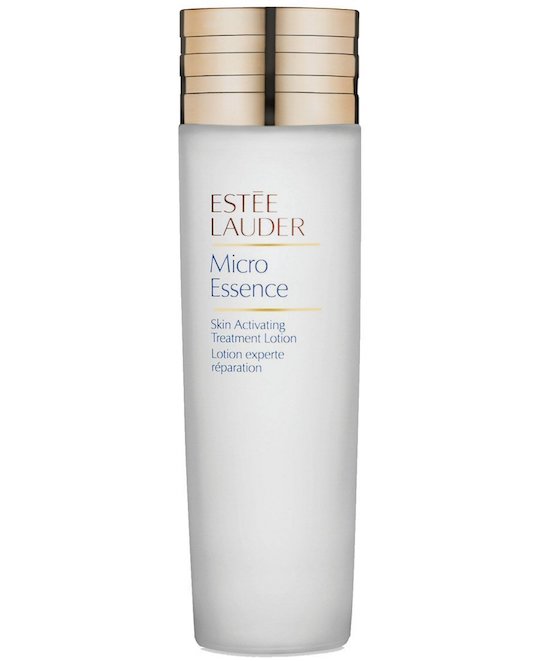 ESTĒE
LAUDER
Micro
Essence
Skin Activating
Treatment Lotion
Lotion experte
réparation